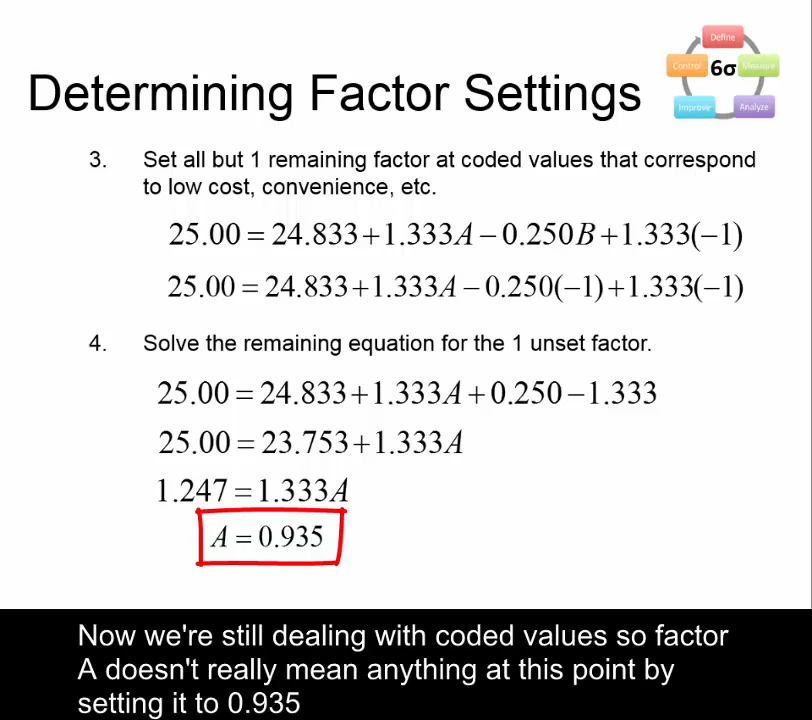 Define
Control 6σ Measure
Improve Analyze
Determining Factor Settings
3. Set all but 1 remaining factor at coded values that correspond
to low cost, convenience, etc.
25.00 = 24.833 + 1.333A − 0.250B + 1.333(−1)
25.00 = 24.833 + 1.333A − 0.250(−1) + 1.333(−1)
4. Solve the remaining equation for the 1 unset factor.
25.00 = 24.833 + 1.333A + 0.250 − 1.333
25.00 = 23.753 + 1.333A
1.247 = 1.333A
A = 0.935
Now we're still dealing with coded values so factor
A doesn't really mean anything at this point by
setting it to 0.935